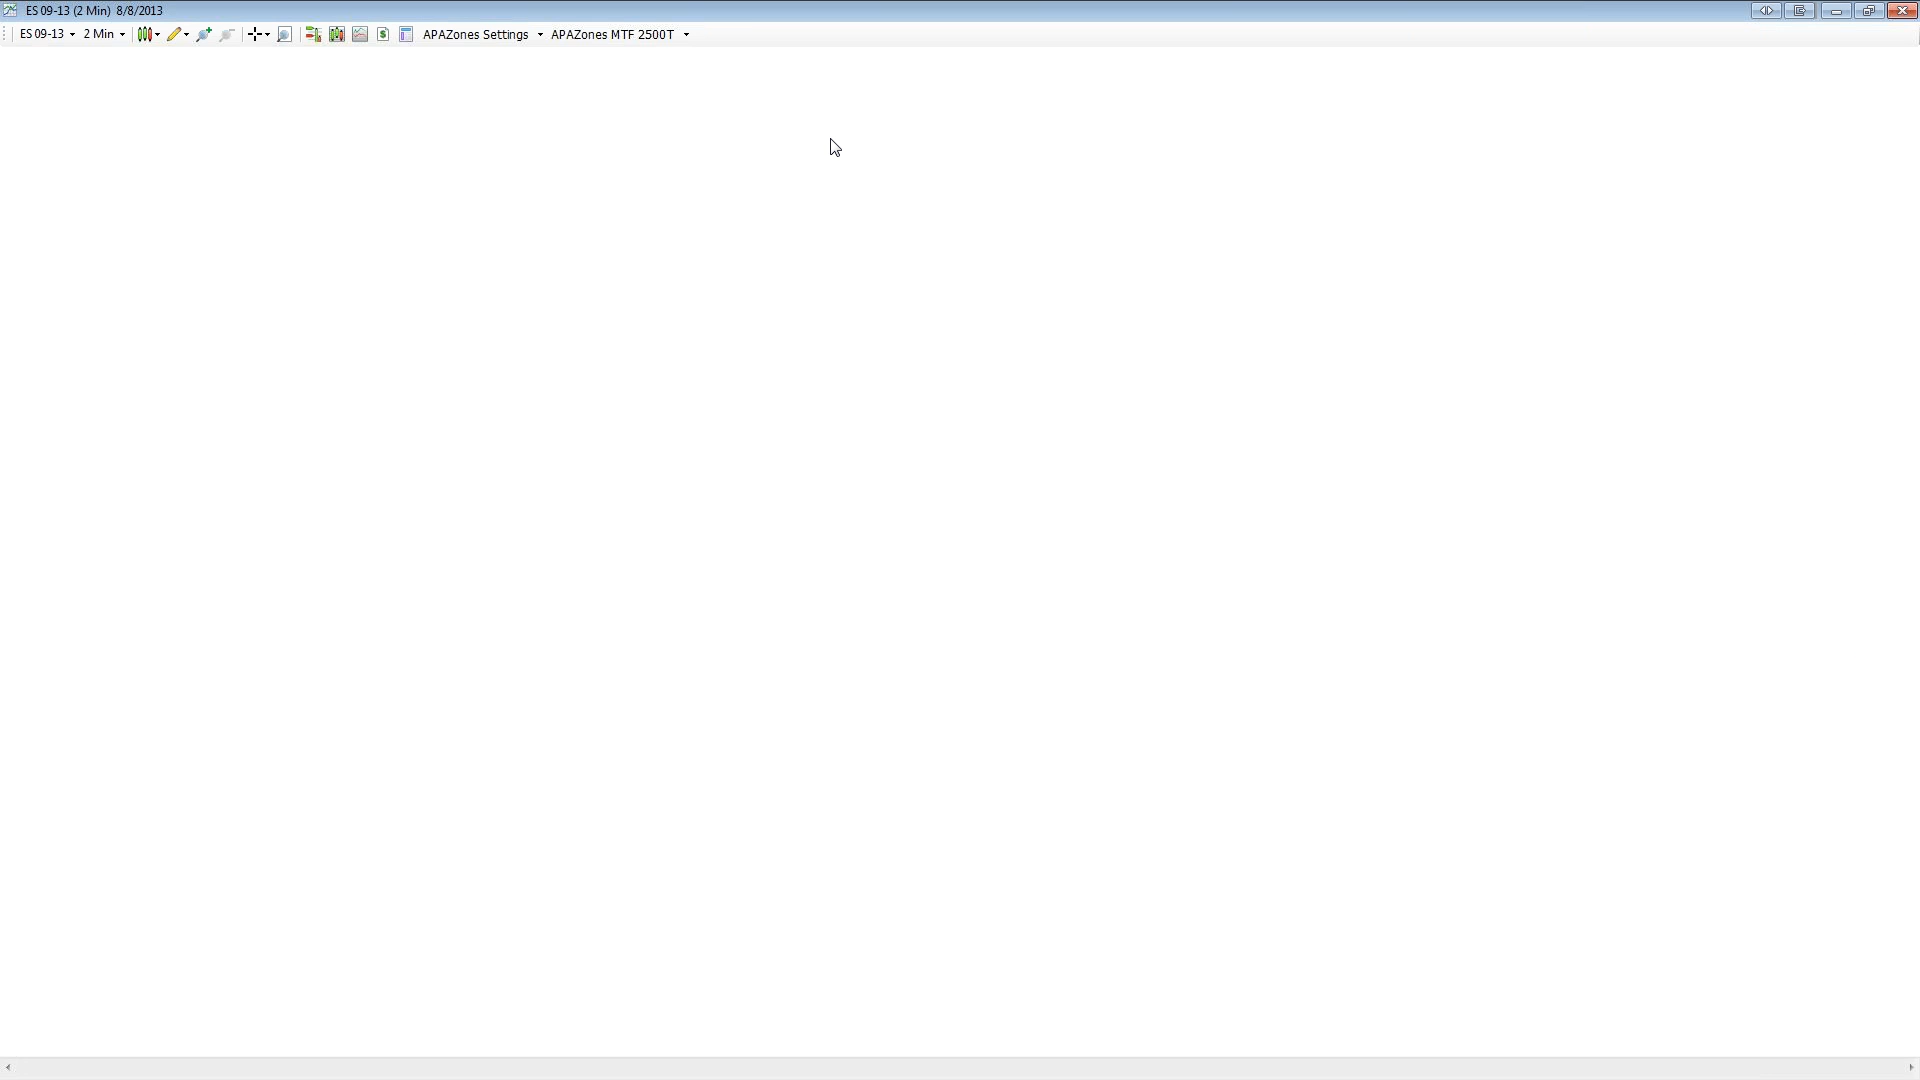 ES 09-13 (2 Min) 8/8/2013
ES 09-13 2 Min APAZones Settings APAZones MTF 2500T